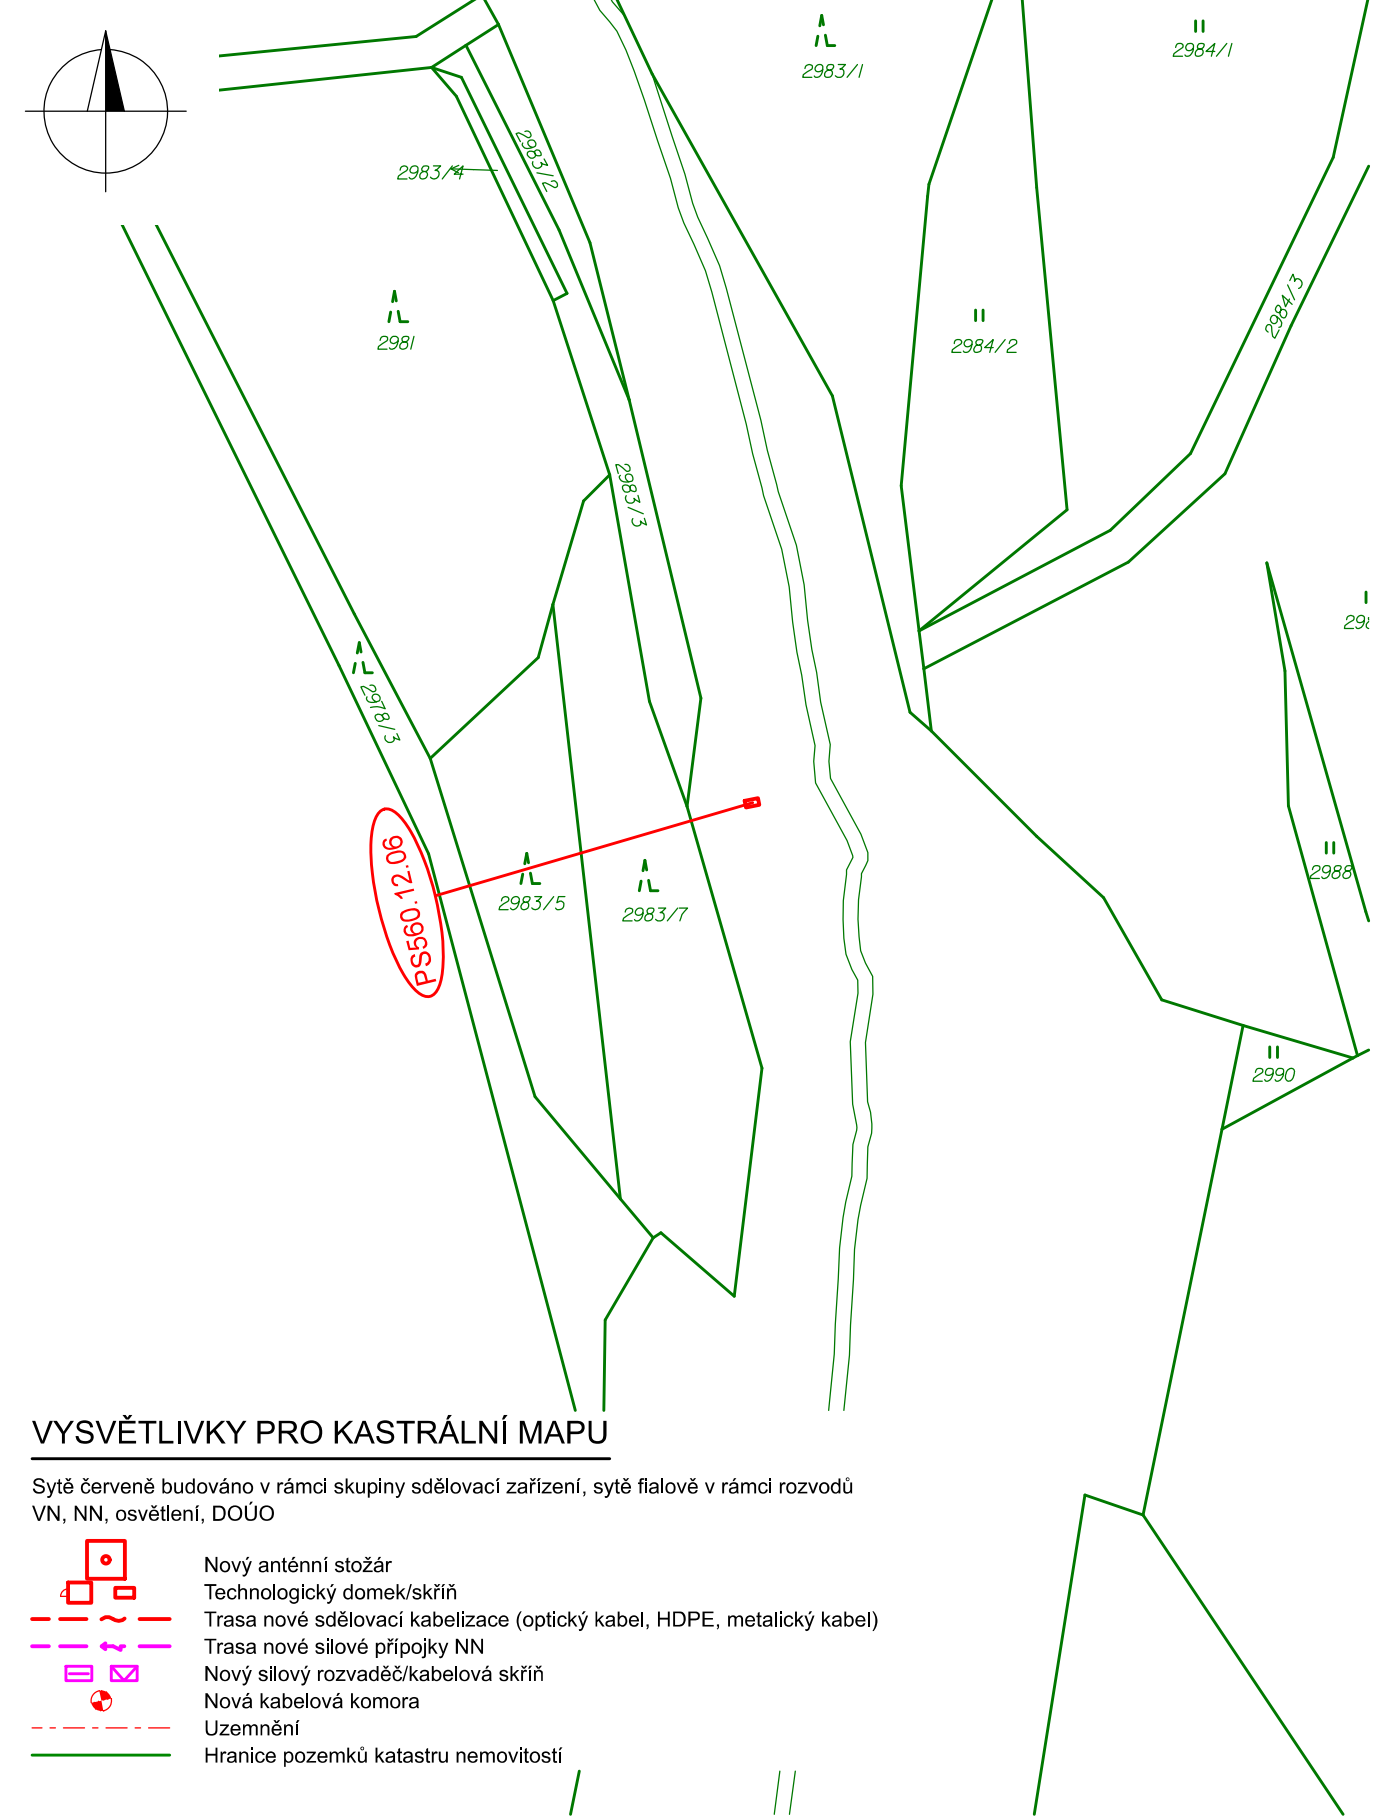 2983/1
2984/1
2983/2
2983/4
2984/3
2981
2984/2
2983/3
2978/3
PS560.12.06
2983/5
2983/7
2988
2990
VYSVĚTLIVKY PRO KASTRÁLNÍ MAPU
Sytě červeně budováno v rámci skupiny sdělovací zařízení, sytě fialově v rámci rozvodů
VN, NN, osvětlení, DOÚO
Nový anténní stožár
Technologický domek/skříň
Trasa nové sdělovací kabelizace (optický kabel, HDPE, metalický kabel)
Trasa nové silové přípojky NN
Nový silový rozvaděč/kabelová skříň
Nová kabelová komora
Uzemnění
Hranice pozemků katastru nemovitostí